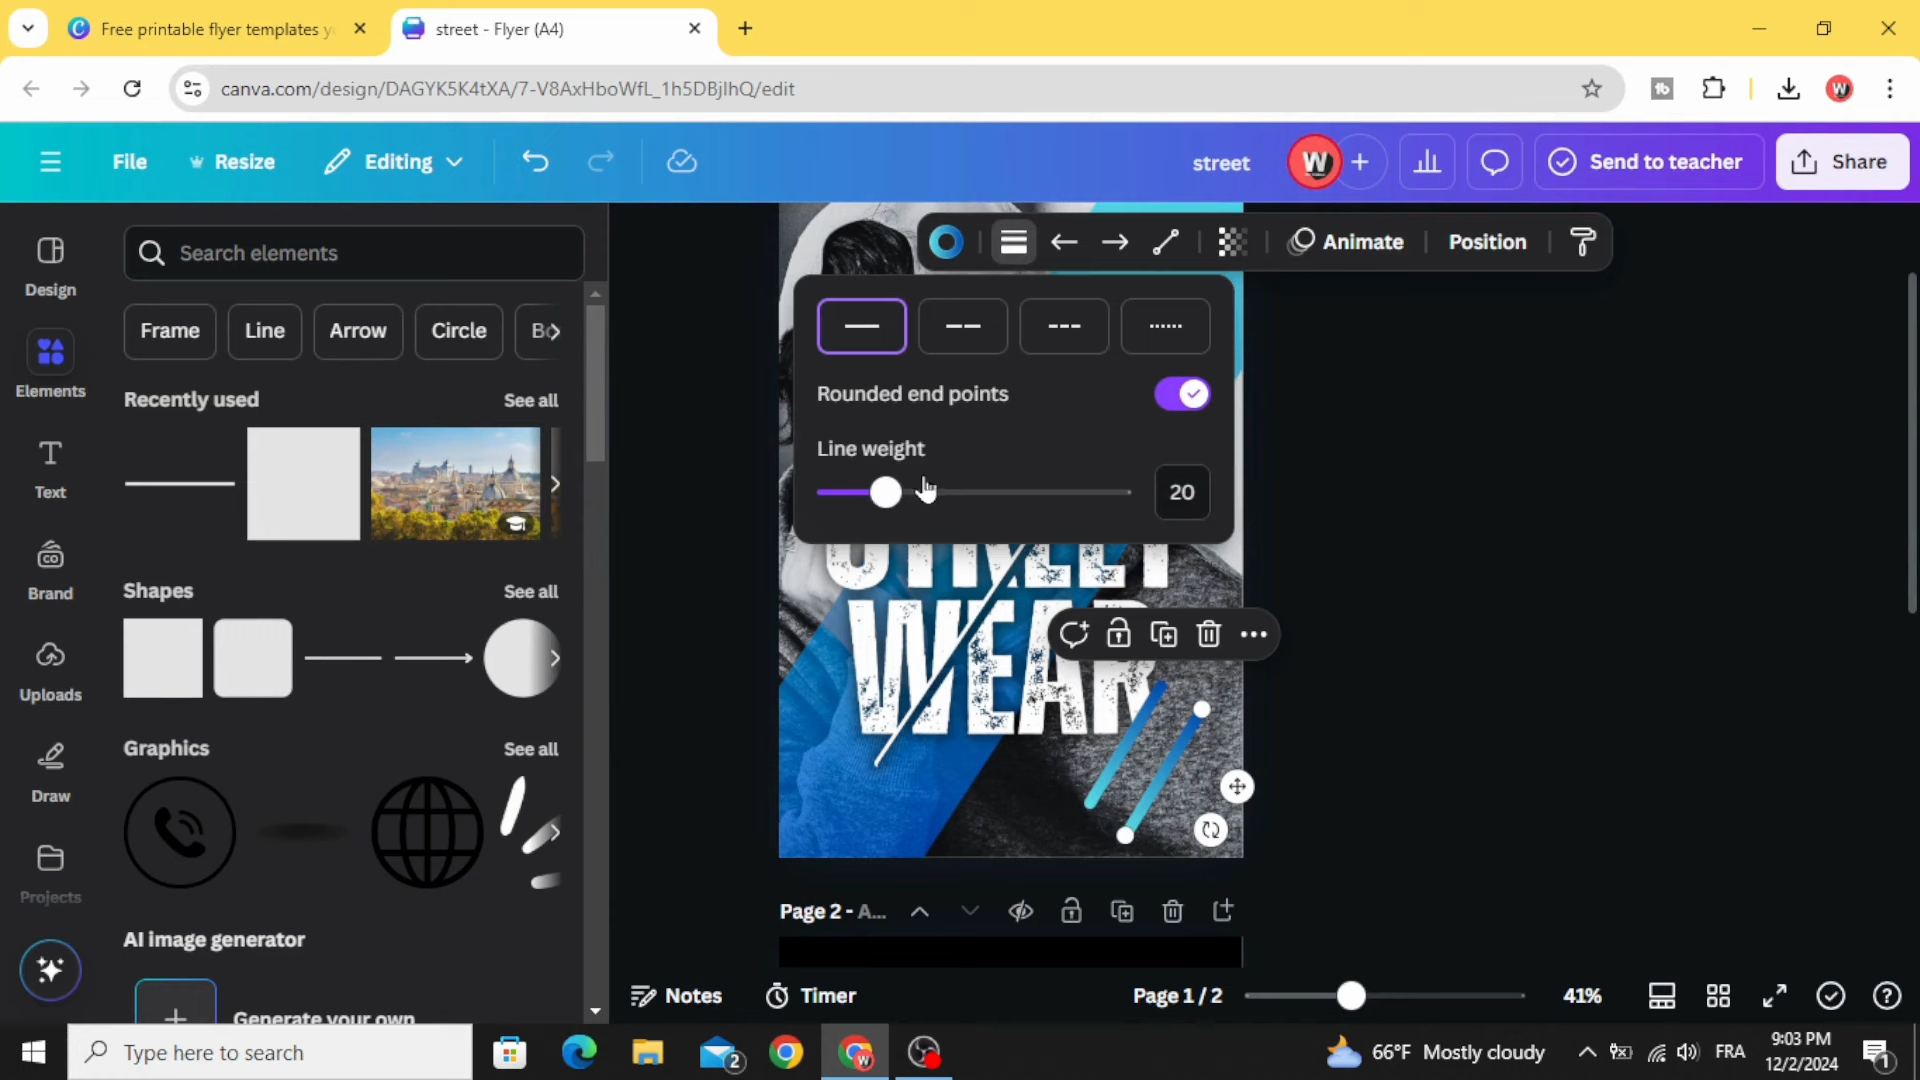 Free printable flyer templates y
street - Flyer (A4)
canva.com/design/DAGYK5K4tXA/7-V8AxHboWfL_1h5DBjlhQ/edit
File
Resize
Editing
street
W
Send to teacher
Share
Design
Elements
Text
Brand
Uploads
Draw
Projects
Search elements
Frame
Line
Arrow
Circle
Recently used
See all
Shapes
See all
Graphics
See all
AI image generator
Generate your own
Animate
Position
Rounded end points
Line weight
20
STREET
WEAR
Page 2 - A...
Notes
Timer
Page 1 / 2
41%
Type here to search
2
66°F Mostly cloudy
FRA
9:03 PM
12/2/2024
1